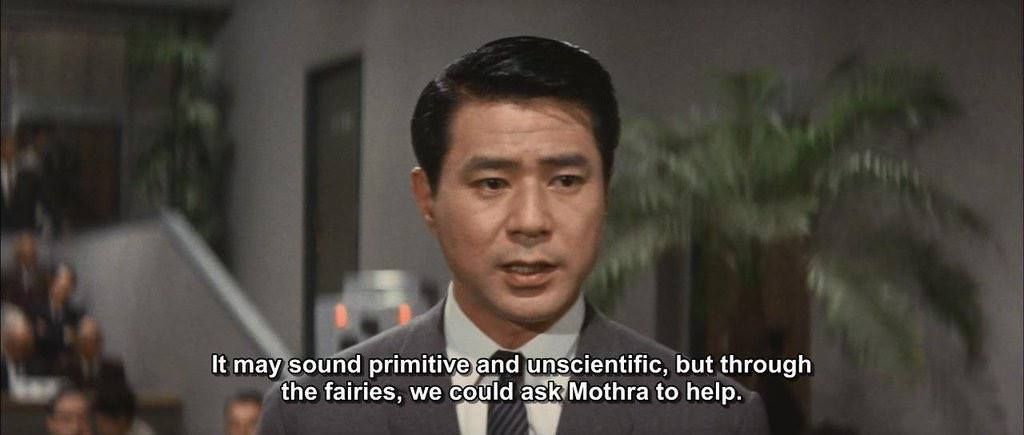 It may sound primitive and unscientific, but through
the fairies, we could ask Mothra to help.